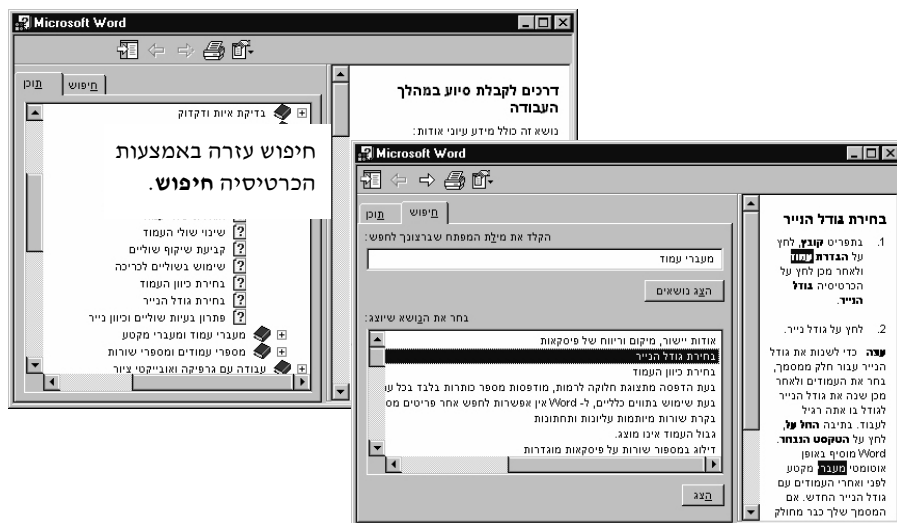 Microsoft Word
תוכן
חיפוש
בדיקת איות ודקדוק
שינוי שולי העמוד
קביעת שיקוף שוליים
שימוש בשוליים לכריכה
בחירת כיוון העמוד
בחירת גודל הנייר
פתרון בעיות שוליים וכיוון נייר
מעברי עמוד ומעברי מקטע
מספרי עמודים ומספרי שורות
עבודה עם גרפיקה ואובייקטי ציור
דרכים לקבלת סיוע במהלך
העבודה
נושא זה כולל מידע עיוני אודות:
חיפוש עזרה באמצעות
הכרטיסיה חיפוש.
Microsoft Word
תוכן
חיפוש
הקלד את מילת המפתח שברצונך לחפש:
מעברי עמוד
הצג נושאים
בחר את הנושא שיוצג:
אודות יישור, מיקום וריווח של פיסקאות
בחירת גודל הנייר
בחירת כיוון העמוד
בעת הדפסה מתצוגת חלוקה לרמות, מודפסות מספר כותרות בלבד בכל
בעת שימוש בתווים כלליים, ל- Word אין אפשרות לחפש אחר פריטים
בקרת שורות מיותמות עליונות ותחתונות
גבול העמוד אינו מוצג.
דילוג במספור שורות על פיסקאות מוגדרות
הצג
בחירת גודל הנייר
1. בתפריט קובץ, לחץ
על הגדרת עמוד
ולאחר מכן לחץ על
הכרטיסיה גודל
הנייר.
2. לחץ על גודל נייר.
עצה כדי לשנות את גודל
הנייר עבור חלק ממסמך,
בחר את העמודים ולאחר
מכן שנה את גודל הנייר
לגודל בו אתה רגיל
לעבוד. בתיבה החל על,
לחץ על הטקסט הנבחר.
Word מוסיף באופן
אוטומטי מעברי מקטע
לפני ואחרי העמודים עם
גודל הנייר החדש. אם
המסמך שלך כבר מחולק